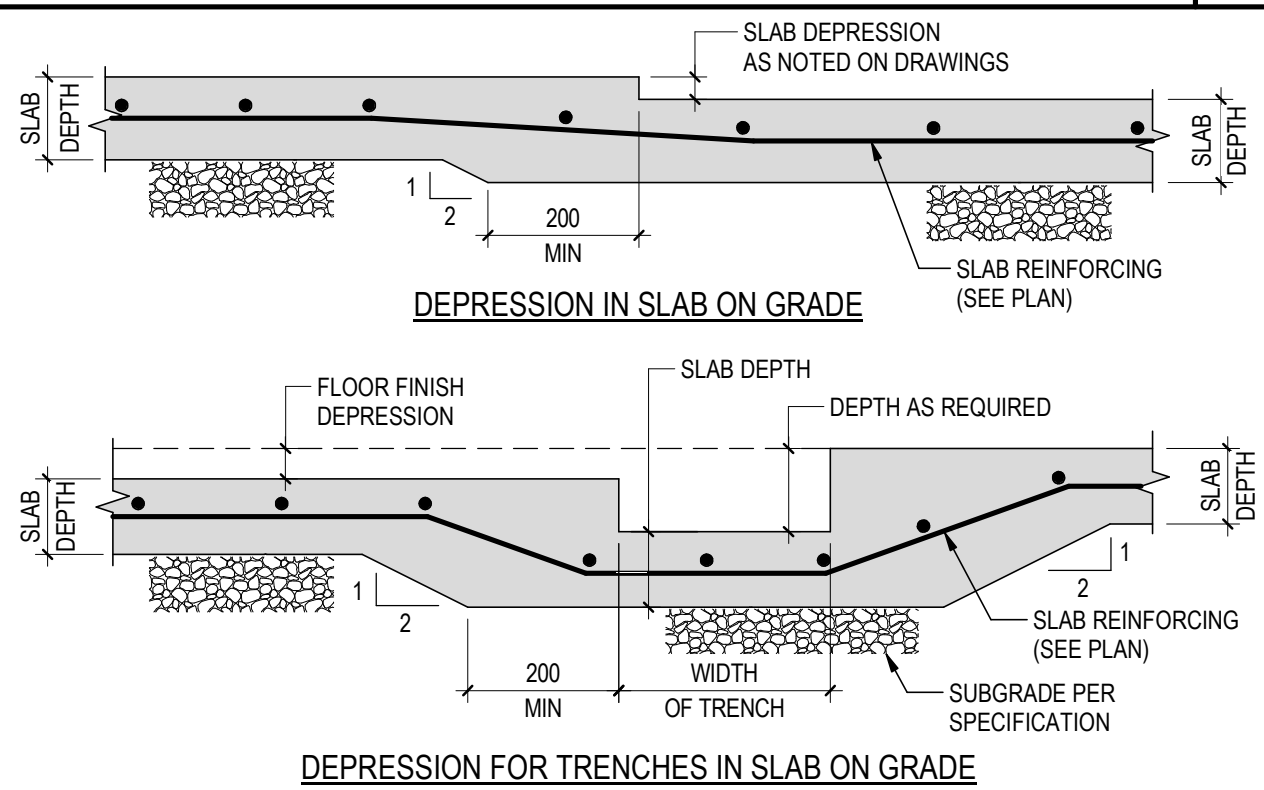 SLAB DEPRESSION
AS NOTED ON DRAWINGS
SLAB
DEPTH
SLAB
DEPTH
1
2
200
MIN
SLAB REINFORCING
(SEE PLAN)
DEPRESSION IN SLAB ON GRADE
FLOOR FINISH
DEPRESSION
SLAB DEPTH
DEPTH AS REQUIRED
SLAB
DEPTH
SLAB
DEPTH
1
2
1
2
200
MIN
WIDTH
OF TRENCH
SLAB REINFORCING
(SEE PLAN)
SUBGRADE PER
SPECIFICATION
DEPRESSION FOR TRENCHES IN SLAB ON GRADE